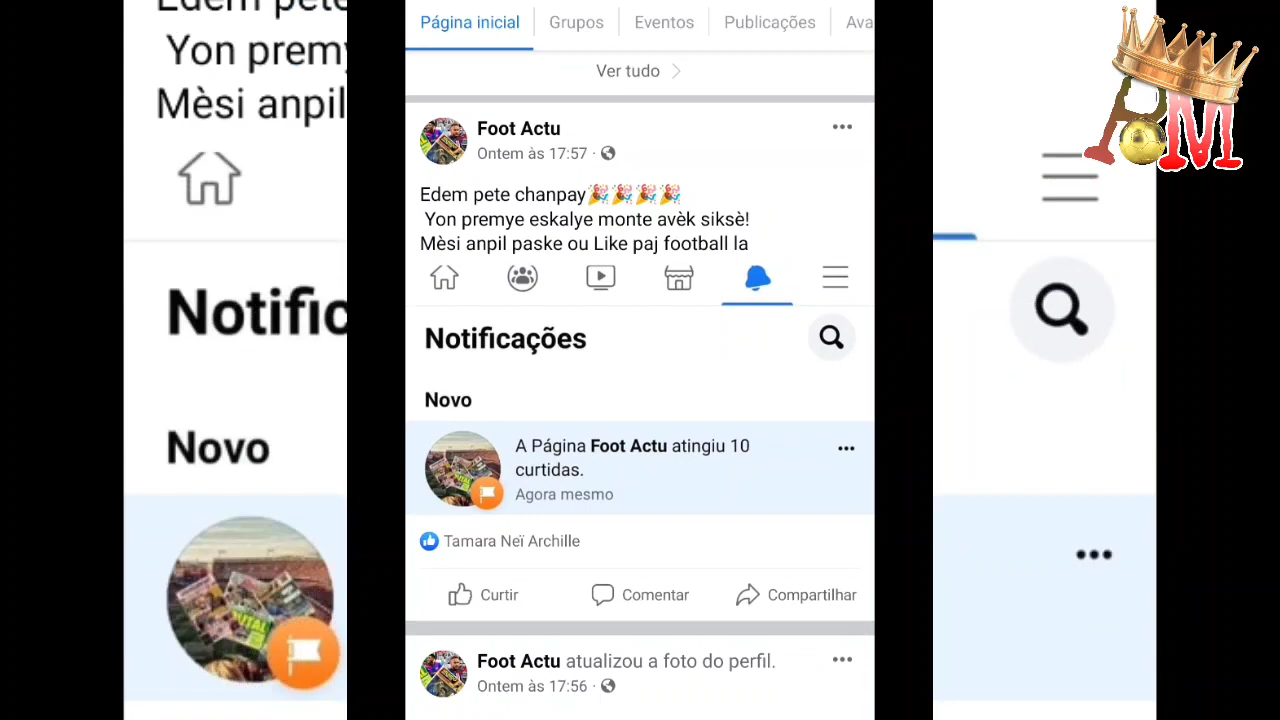 Edem pete
Yon premy
Mèsi anpil
Notific
Novo
Página inicial
Grupos
Eventos
Publicações
Ava
Ver tudo
Foot Actu
Ontem às 17:57 ·
Edem pete chanpay🎉🎉🎉🎉
Yon premye eskalye monte avèk siksè!
Mèsi anpil paske ou Like paj football la
Notificações
Novo
A Página Foot Actu atingiu 10
curtidas.
Agora mesmo
Tamara Neï Archille
Curtir
Comentar
Compartilhar
Foot Actu atualizou a foto do perfil.
Ontem às 17:56 ·
PM